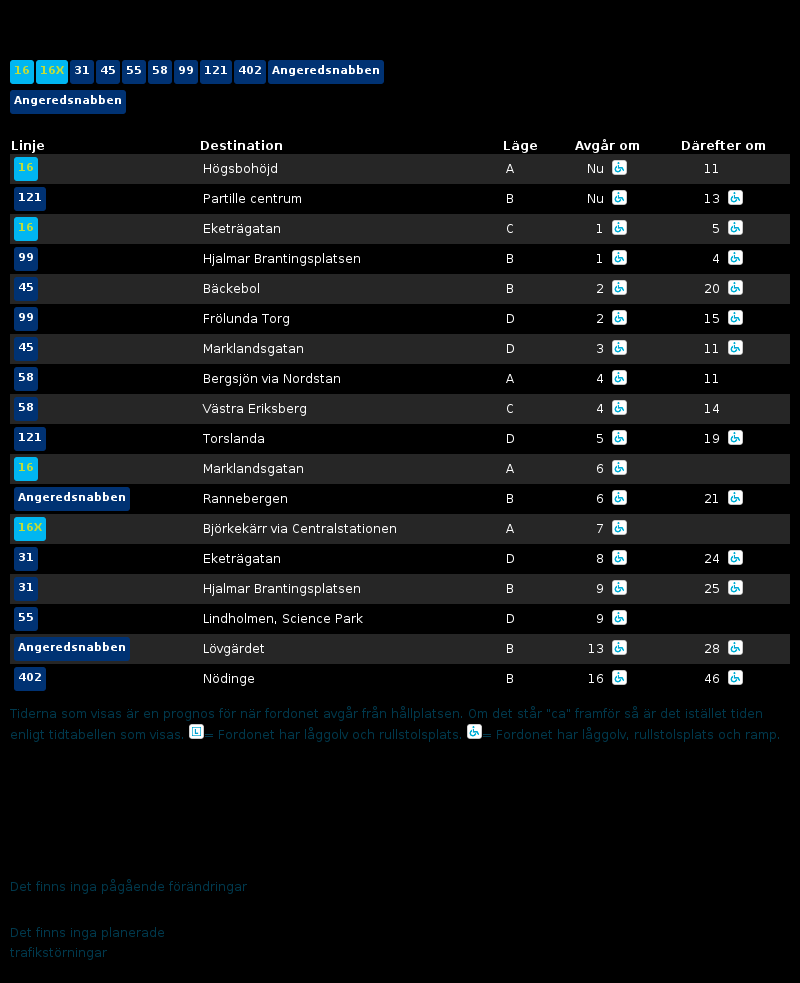 16 16X 31 45 55 58 99 121 402 Angeredsnabben
Angeredsnabben
Linje Destination Läge Avgår om Därefter om
16 Högsbohöjd A Nu 11
121 Partille centrum B Nu 13
16 Eketrägatan C 1 5
99 Hjalmar Brantingsplatsen B 1 4
45 Bäckebol B 2 20
99 Frölunda Torg D 2 15
45 Marklandsgatan D 3 11
58 Bergsjön via Nordstan A 4 11
58 Västra Eriksberg C 4 14
121 Torslanda D 5 19
16 Marklandsgatan A 6
Angeredsnabben Rannebergen B 6 21
16X Björkekärr via Centralstationen A 7
31 Eketrägatan D 8 24
31 Hjalmar Brantingsplatsen B 9 25
55 Lindholmen, Science Park D 9
Angeredsnabben Lövgärdet B 13 28
402 Nödinge B 16 46
Tiderna som visas är en prognos för när fordonet avgår från hållplatsen. Om det står "ca" framför så är det istället tiden
enligt tidtabellen som visas. L = Fordonet har låggolv och rullstolsplats. = Fordonet har låggolv, rullstolsplats och ramp.
Det finns inga pågående förändringar
Det finns inga planerade
trafikstörningar